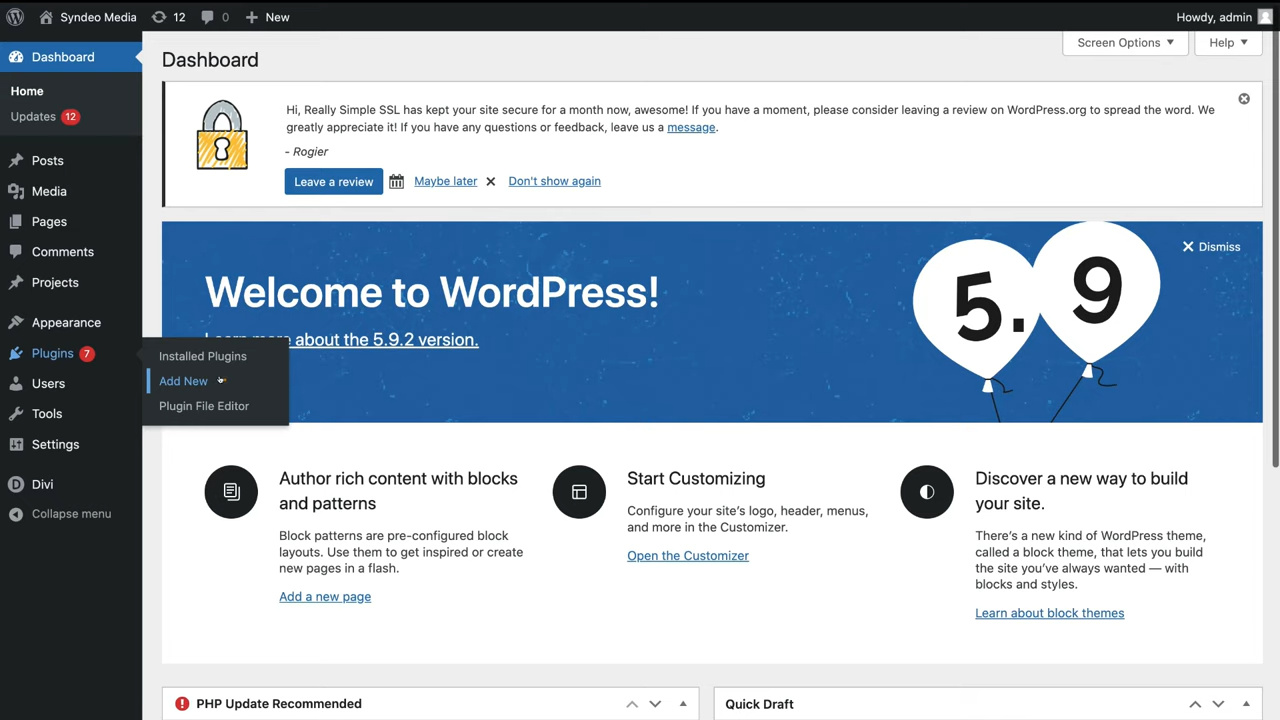 Syndeo Media 12 0 New Howdy, admin
Dashboard
Home
Updates 12
Posts
Media
Pages
Comments
Projects
Appearance
Plugins 7
Users
Tools
Settings
Divi
Collapse menu
Installed Plugins
Add New
Plugin File Editor
Screen Options Help
Dashboard
Hi, Really Simple SSL has kept your site secure for a month now, awesome! If you have a moment, please consider leaving a review on WordPress.org to spread the word. We
greatly appreciate it! If you have any questions or feedback, leave us a message.
- Rogier
Leave a review Maybe later Don't show again
Dismiss
Welcome to WordPress!
Learn more about the 5.9.2 version.
5.9
Author rich content with blocks
and patterns
Block patterns are pre-configured block
layouts. Use them to get inspired or create
new pages in a flash.
Add a new page
Start Customizing
Configure your site's logo, header, menus,
and more in the Customizer.
Open the Customizer
Discover a new way to build
your site.
There's a new kind of WordPress theme,
called a block theme, that lets you build
the site you've always wanted — with
blocks and styles.
Learn about block themes
PHP Update Recommended
Quick Draft